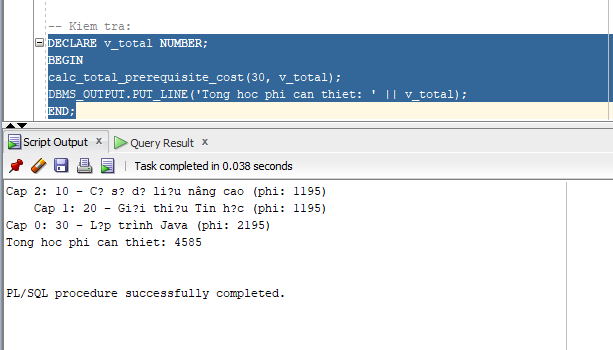 -- Kiem tra:
DECLARE v_total NUMBER;
BEGIN
calc_total_prerequisite_cost(30, v_total);
DBMS_OUTPUT.PUT_LINE('Tong hoc phi can thiet: ' || v_total);
END;
Script Output x Query Result x
Task completed in 0.038 seconds
Cap 2: 10 - C? s? d? li?u nâng cao (phi: 1195)
    Cap 1: 20 - Gi?i thi?u Tin h?c (phi: 1195)
Cap 0: 30 - L?p trình Java (phi: 2195)
Tong hoc phi can thiet: 4585
PL/SQL procedure successfully completed.